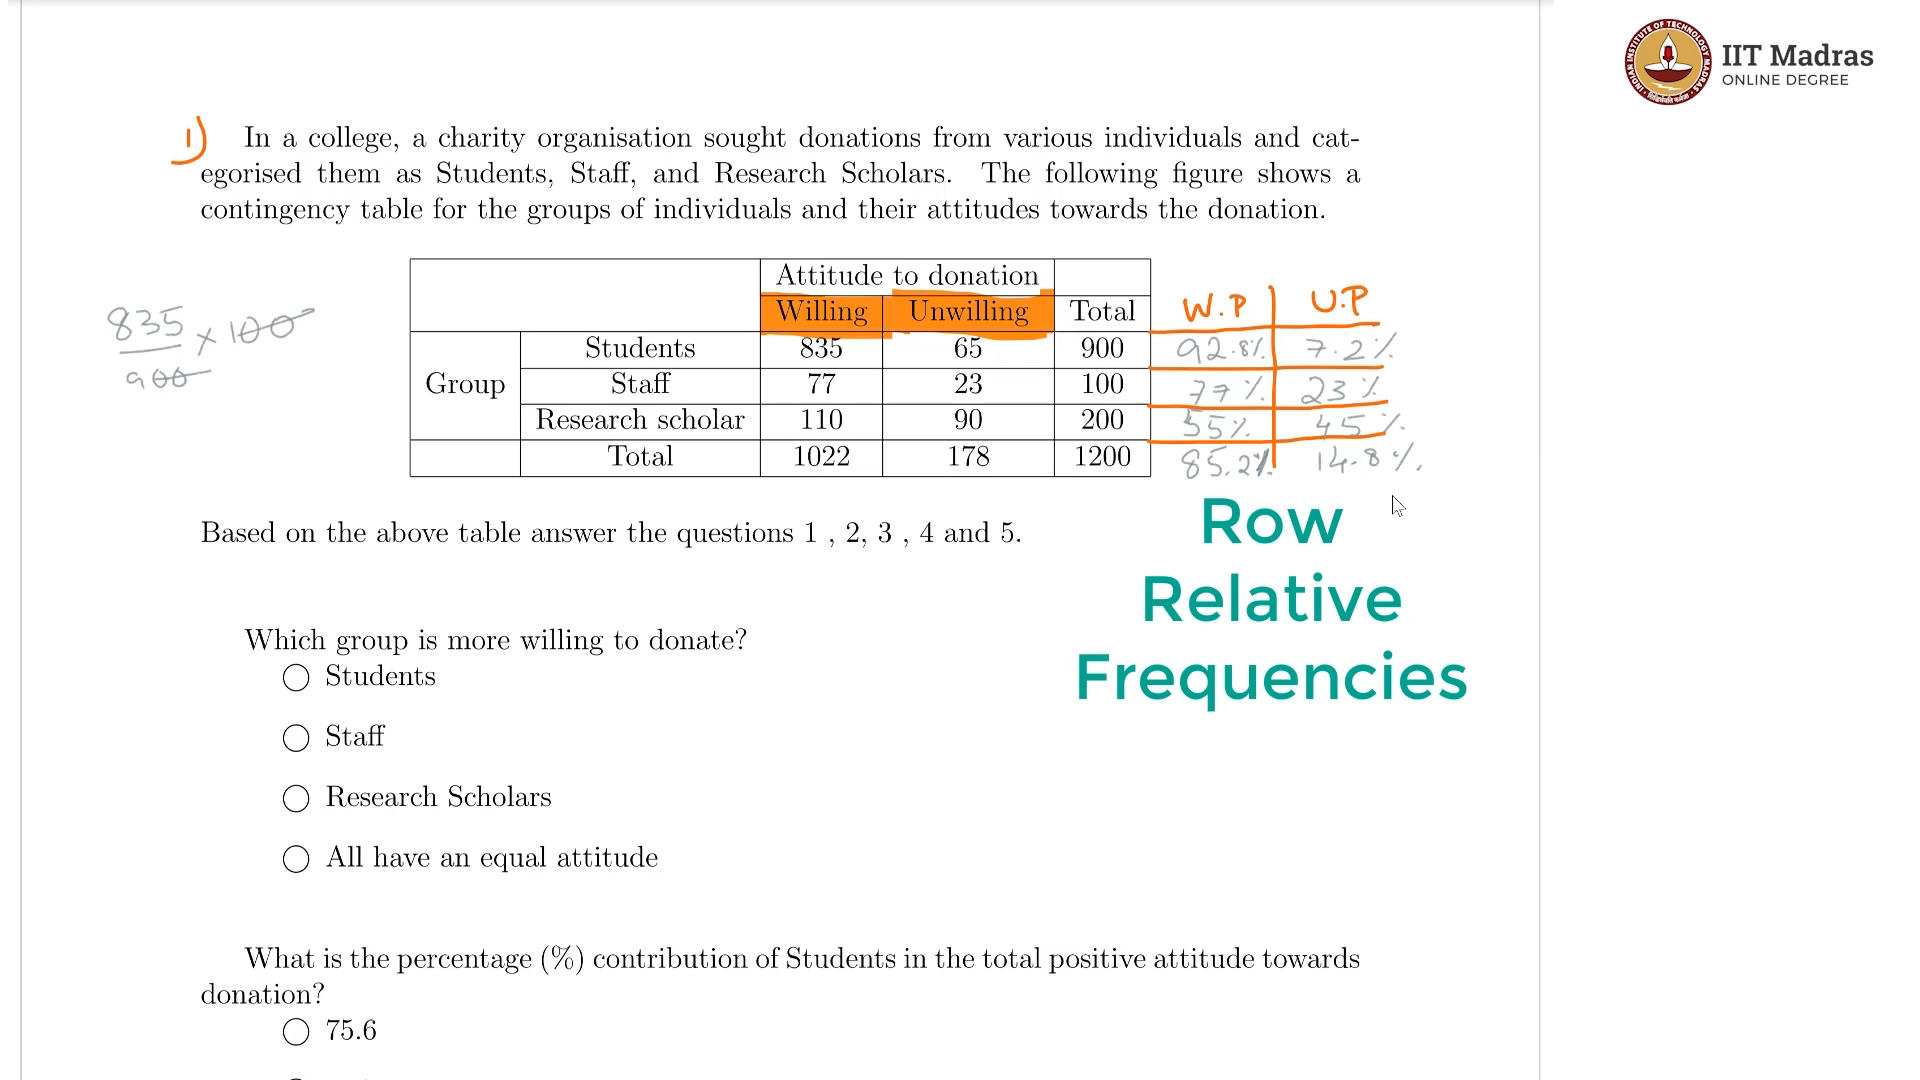 IIT Madras
ONLINE DEGREE
1) In a college, a charity organisation sought donations from various individuals and cat-
egorised them as Students, Staff, and Research Scholars. The following figure shows a
contingency table for the groups of individuals and their attitudes towards the donation.
Attitude to donation
Willing Unwilling Total W.P U.P
Students 835 65 900 92.8% 7.2%
Group Staff 77 23 100 77% 23%
Research scholar 110 90 200 55% 45%
Total 1022 178 1200 85.2% 14.8%
835
× 100
900
Based on the above table answer the questions 1 , 2, 3 , 4 and 5.
Row
Relative
Frequencies
Which group is more willing to donate?
Students
Staff
Research Scholars
All have an equal attitude
What is the percentage (%) contribution of Students in the total positive attitude towards
donation?
75.6